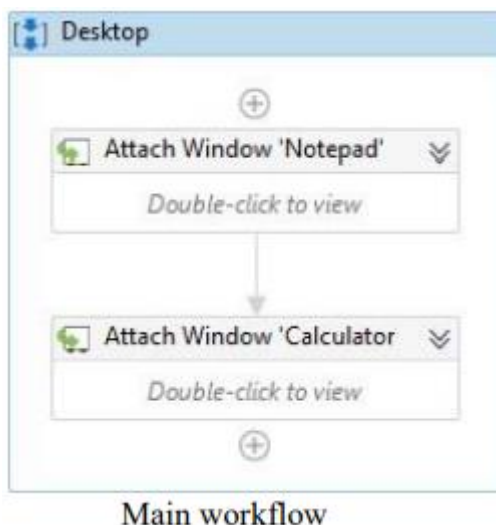 Desktop
Attach Window 'Notepad'
Double-click to view
Attach Window 'Calculator
Double-click to view
Main workflow